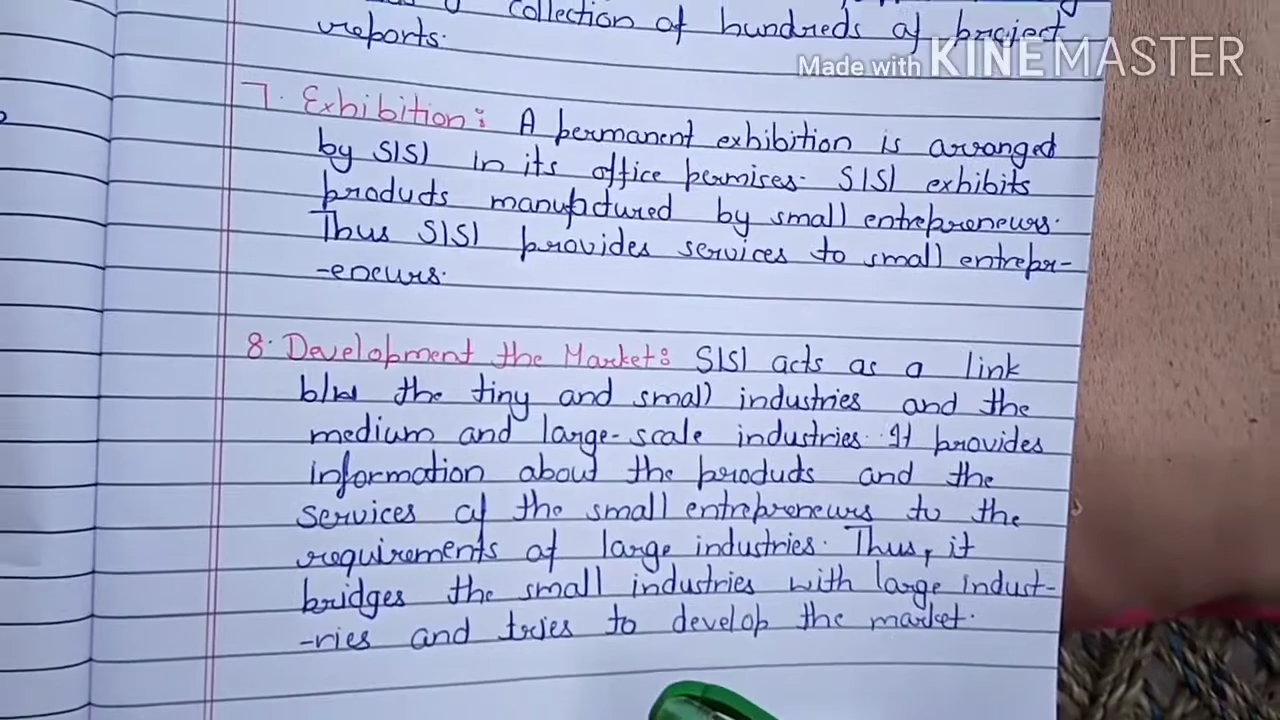 collection of hundreds of project
reports.
Made with KINEMASTER
7. Exhibition: A permanent exhibition is arranged
by SISI in its office permises. SISI exhibits
products manufactured by small entrepreneurs.
Thus SISI provides services to small entrepr-
-eneurs.
8. Development the Market: SISI acts as a link
b/w the tiny and small industries and the
medium and large-scale industries. It provides
information about the products and the
services of the small entrepreneurs to the
requirements of large industries. Thus, it
bridges the small industries with large indust-
-ries and tries to develop the market.